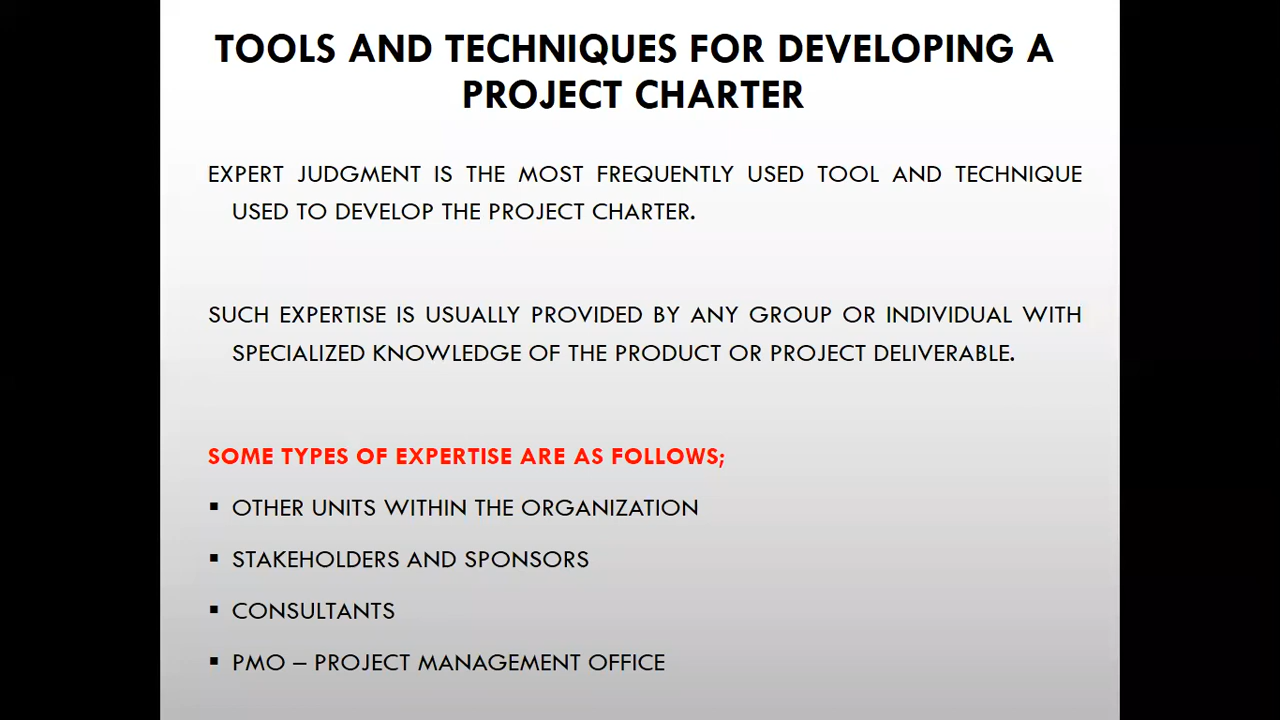 TOOLS AND TECHNIQUES FOR DEVELOPING A
PROJECT CHARTER
EXPERT JUDGMENT IS THE MOST FREQUENTLY USED TOOL AND TECHNIQUE
USED TO DEVELOP THE PROJECT CHARTER.
SUCH EXPERTISE IS USUALLY PROVIDED BY ANY GROUP OR INDIVIDUAL WITH
SPECIALIZED KNOWLEDGE OF THE PRODUCT OR PROJECT DELIVERABLE.
SOME TYPES OF EXPERTISE ARE AS FOLLOWS;
▪ OTHER UNITS WITHIN THE ORGANIZATION
▪ STAKEHOLDERS AND SPONSORS
▪ CONSULTANTS
▪ PMO – PROJECT MANAGEMENT OFFICE